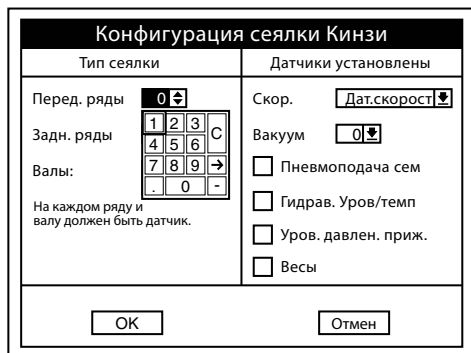 Конфигурация сеялки Кинзи
Тип сеялки
Датчики установлены
Перед. ряды 0
1 2 3 C
4 5 6
7 8 9 →
. 0 -
Задн. ряды
Валы:
На каждом ряду и
валу должен быть датчик.
Скор. Дат.скорост
Вакуум 0
Пневмоподача сем
Гидрав. Уров/темп
Уров. давлен. приж.
Весы
OK
Отмен